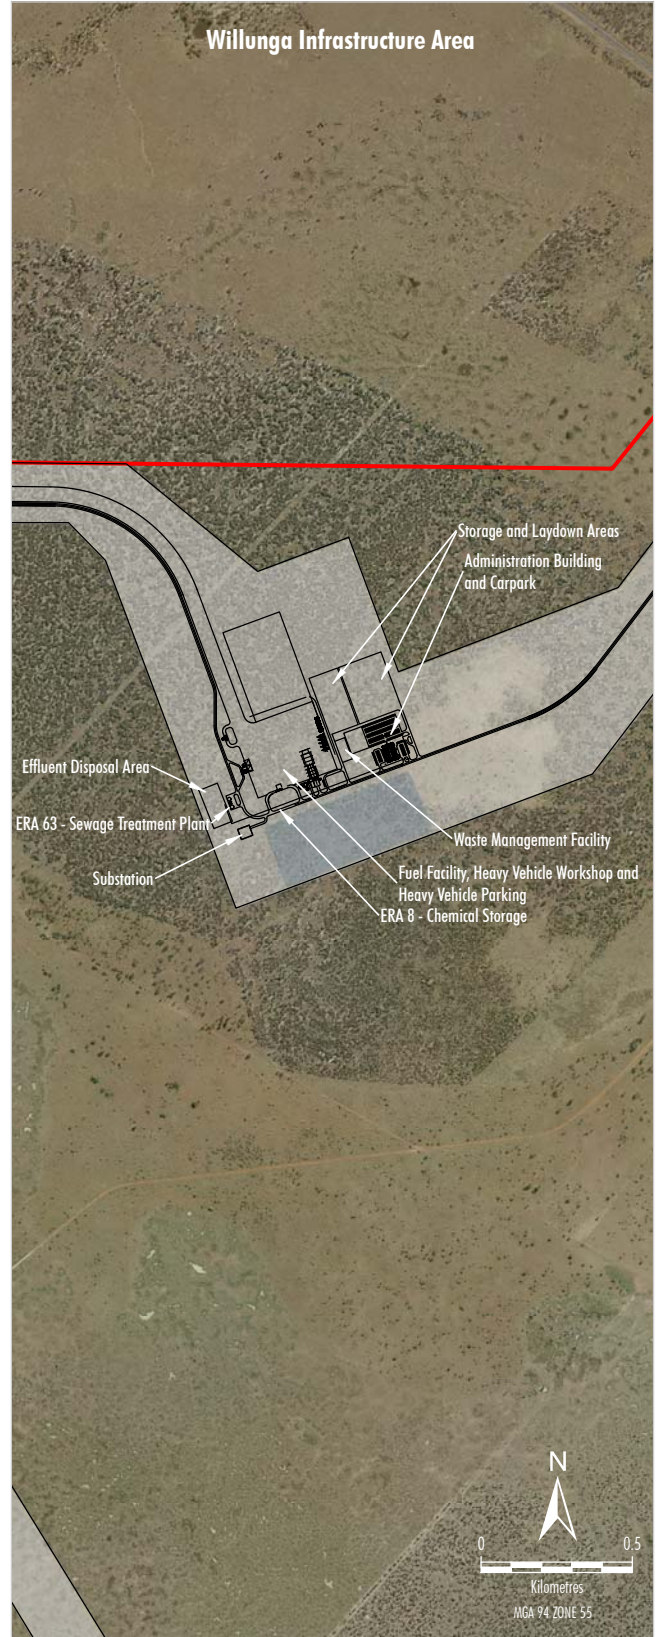 Willunga Infrastructure Area
Storage and Laydown Areas
Administration Building
and Carpark
Effluent Disposal Area
ERA 63 - Sewage Treatment Plant
Substation
Waste Management Facility
Fuel Facility, Heavy Vehicle Workshop and
Heavy Vehicle Parking
ERA 8 - Chemical Storage
N
0 0.5
Kilometres
MGA 94 ZONE 55